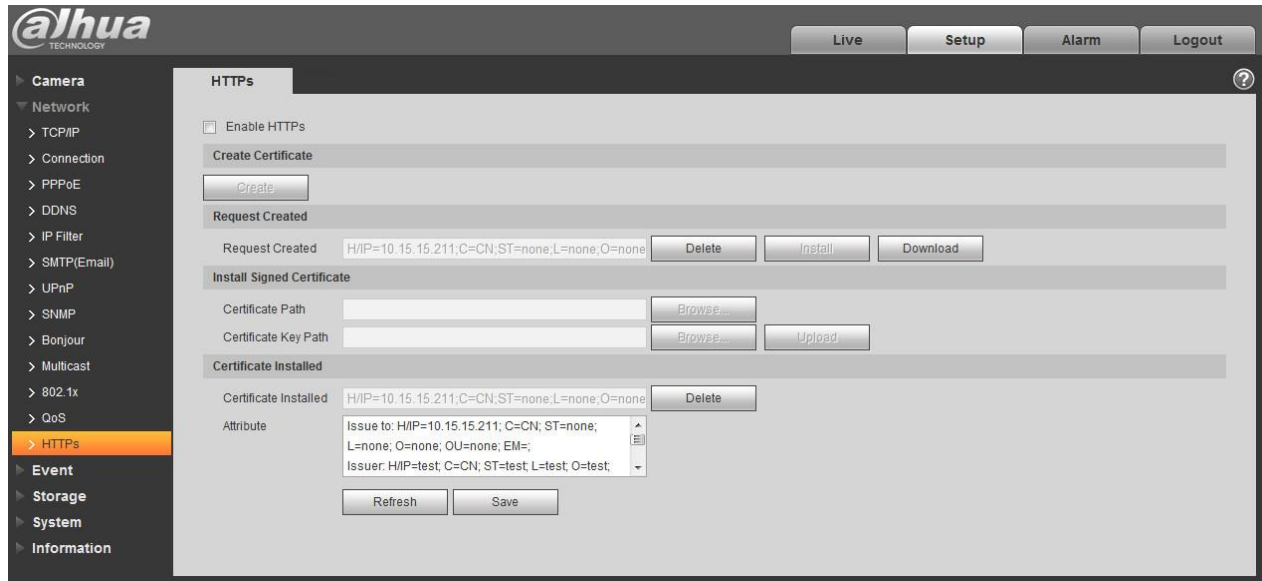 alhua
TECHNOLOGY
Live
Setup
Alarm
Logout
Camera
Network
TCP/IP
Connection
PPPoE
DDNS
IP Filter
SMTP(Email)
UPnP
SNMP
Bonjour
Multicast
802.1x
QoS
HTTPs
Event
Storage
System
Information
HTTPs
?
Enable HTTPs
Create Certificate
Create
Request Created
Request Created H/IP=10.15.15.211;C=CN;ST=none;L=none;O=none Delete Install Download
Install Signed Certificate
Certificate Path Browse...
Certificate Key Path Browse... Upload
Certificate Installed
Certificate Installed H/IP=10.15.15.211;C=CN;ST=none;L=none;O=none Delete
Attribute
Issue to: H/IP=10.15.15.211; C=CN; ST=none;
L=none; O=none; OU=none; EM=;
Issuer: H/IP=test; C=CN; ST=test; L=test; O=test;
Refresh Save